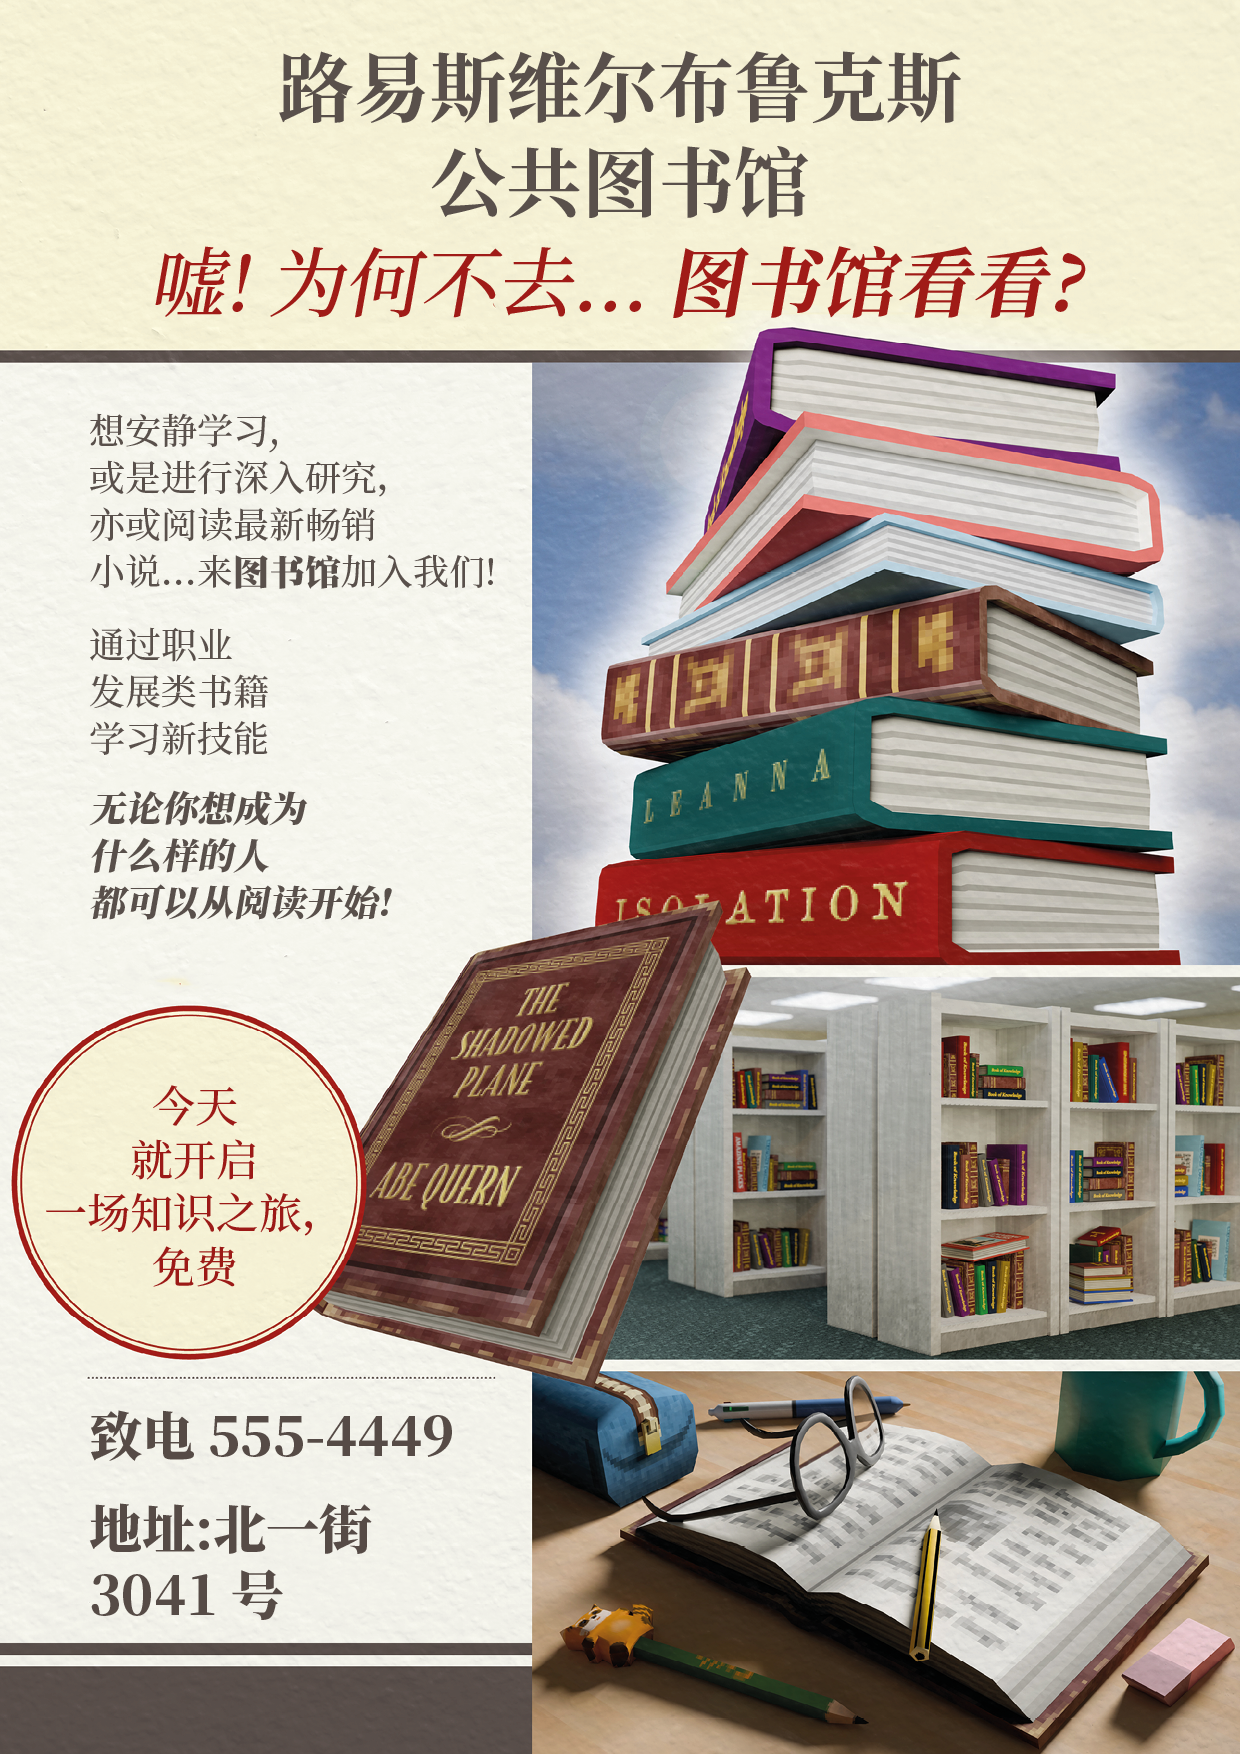 路易斯维尔布鲁克斯
公共图书馆
嘘! 为何不去... 图书馆看看?
想安静学习,
或是进行深入研究,
亦或阅读最新畅销
小说...来图书馆加入我们!
通过职业
发展类书籍
学习新技能
无论你想成为
什么样的人
都可以从阅读开始!
LEANNA
ISOLATION
THE
SHADOWED
PLANE
ABE QUERN
今天
就开启
一场知识之旅,
免费
致电 555-4449
地址:北一街
3041 号